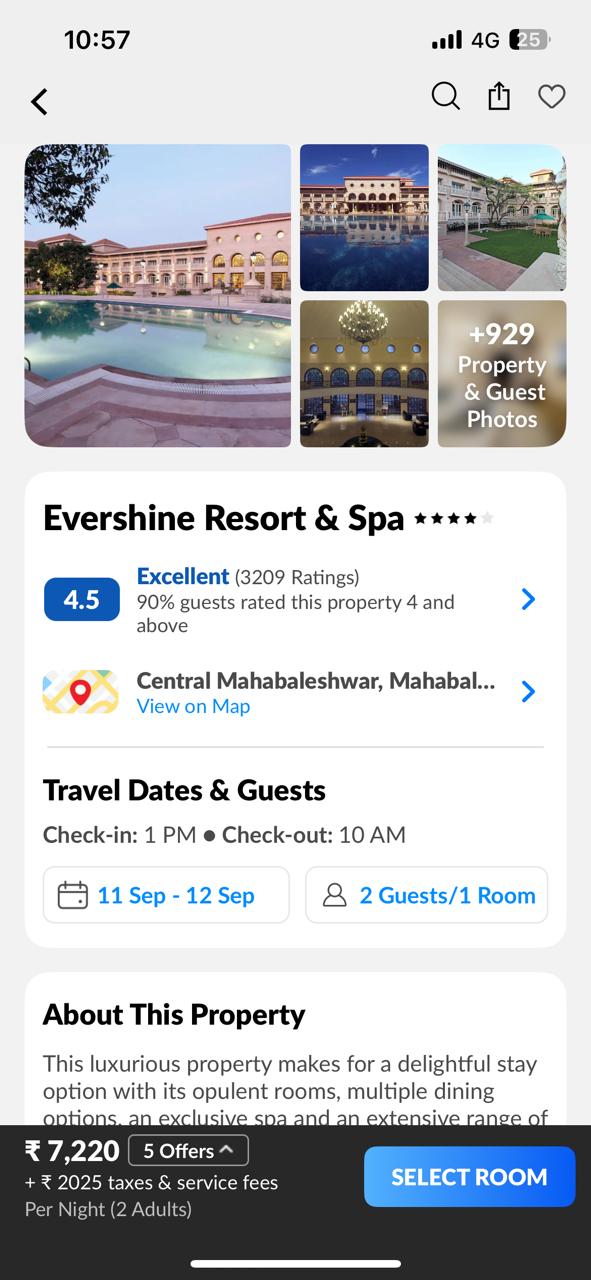 10:57
4G 25
+929
Property
& Guest
Photos
Evershine Resort & Spa
4.5
Excellent (3209 Ratings)
90% guests rated this property 4 and
above
Central Mahabaleshwar, Mahabal...
View on Map
Travel Dates & Guests
Check-in: 1 PM ● Check-out: 10 AM
11 Sep - 12 Sep
2 Guests/1 Room
About This Property
This luxurious property makes for a delightful stay
option with its opulent rooms, multiple dining
options, an exclusive spa and an extensive range of
₹ 7,220 5 Offers
+ ₹ 2025 taxes & service fees
Per Night (2 Adults)
SELECT ROOM